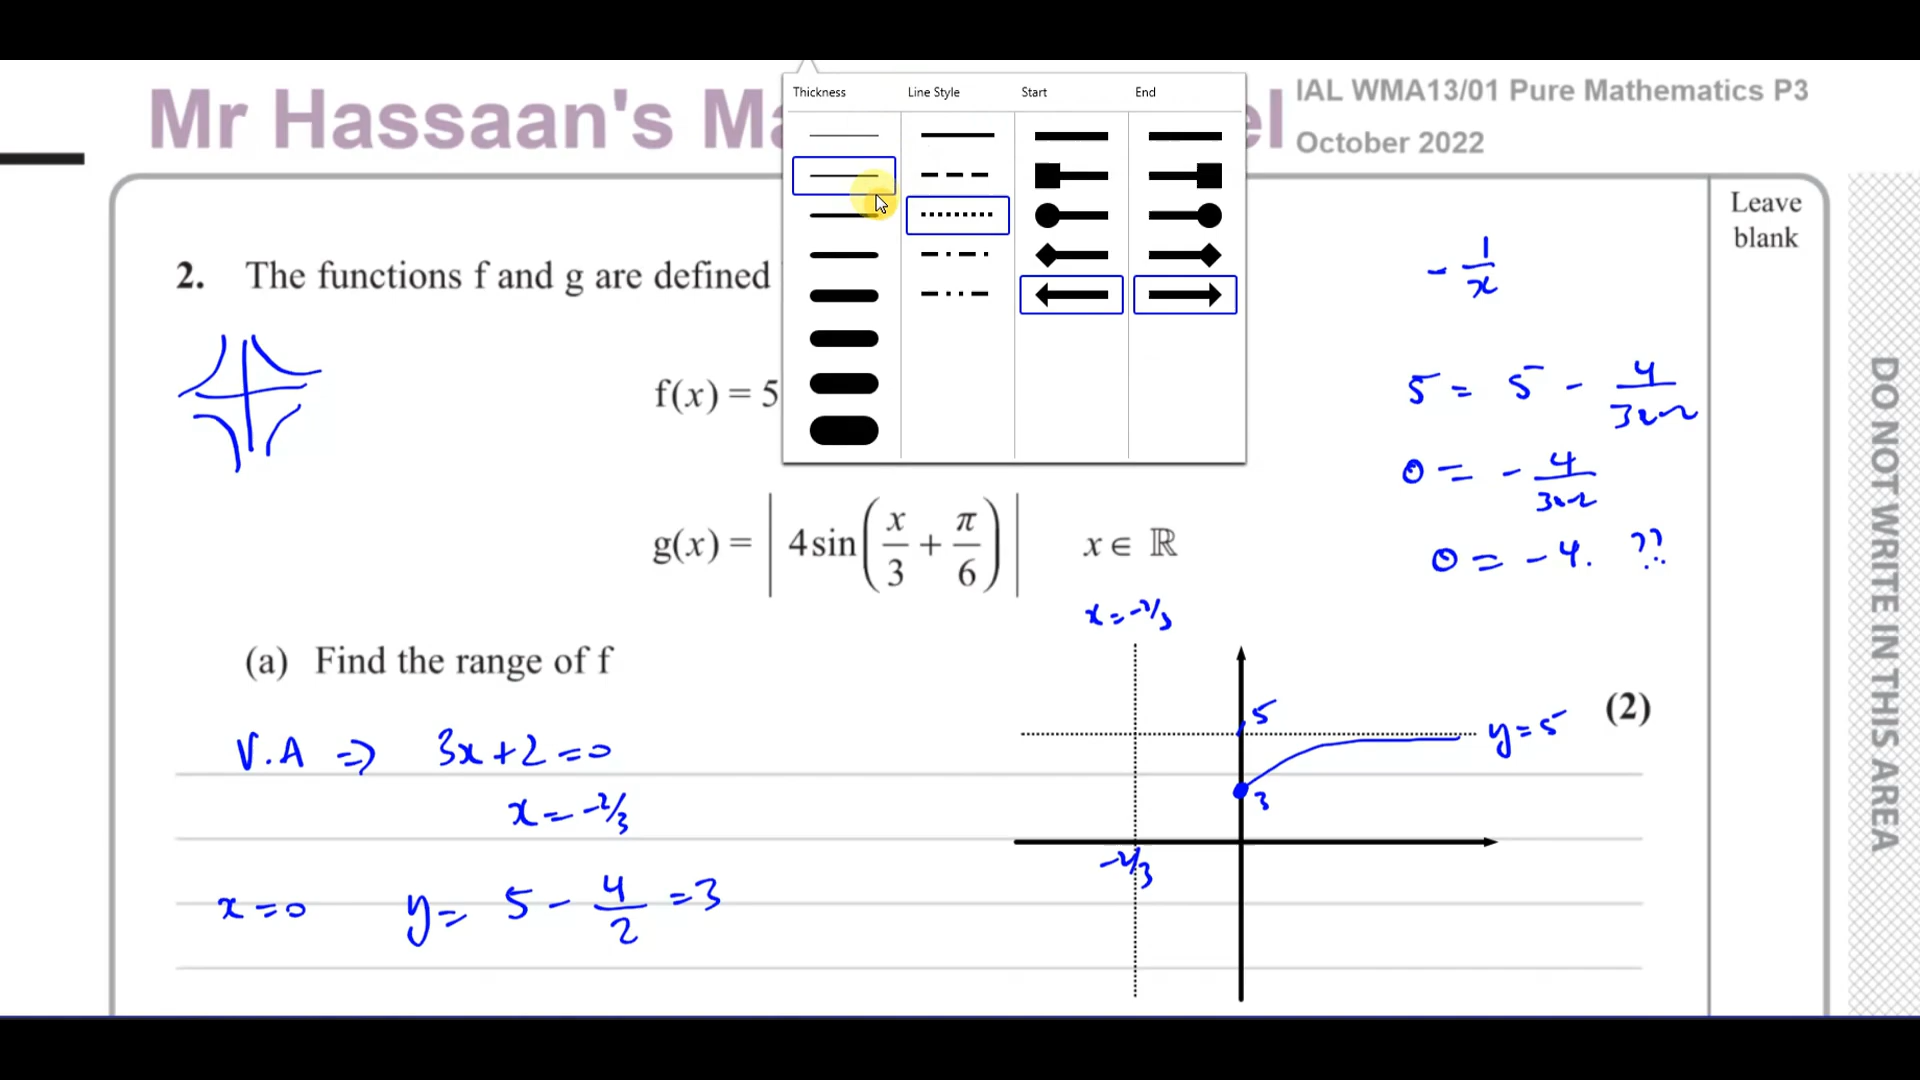 Mr Hassaan's Ma
el
IAL WMA13/01 Pure Mathematics P3
October 2022
Thickness Line Style Start End
Leave
blank
2. The functions f and g are defined
- 1/x
f(x) = 5
5 = 5 - 4/3x+2
0 = - 4/3x+2
0 = -4. ??
g(x) = | 4 sin(x/3 + π/6) | x ∈ ℝ
x = -2/3
(a) Find the range of f
(2)
5
y = 5
3
-2/3
V.A ⇒ 3x + 2 = 0
x = -2/3
x = 0 y = 5 - 4/2 = 3
DO NOT WRITE IN THIS AREA